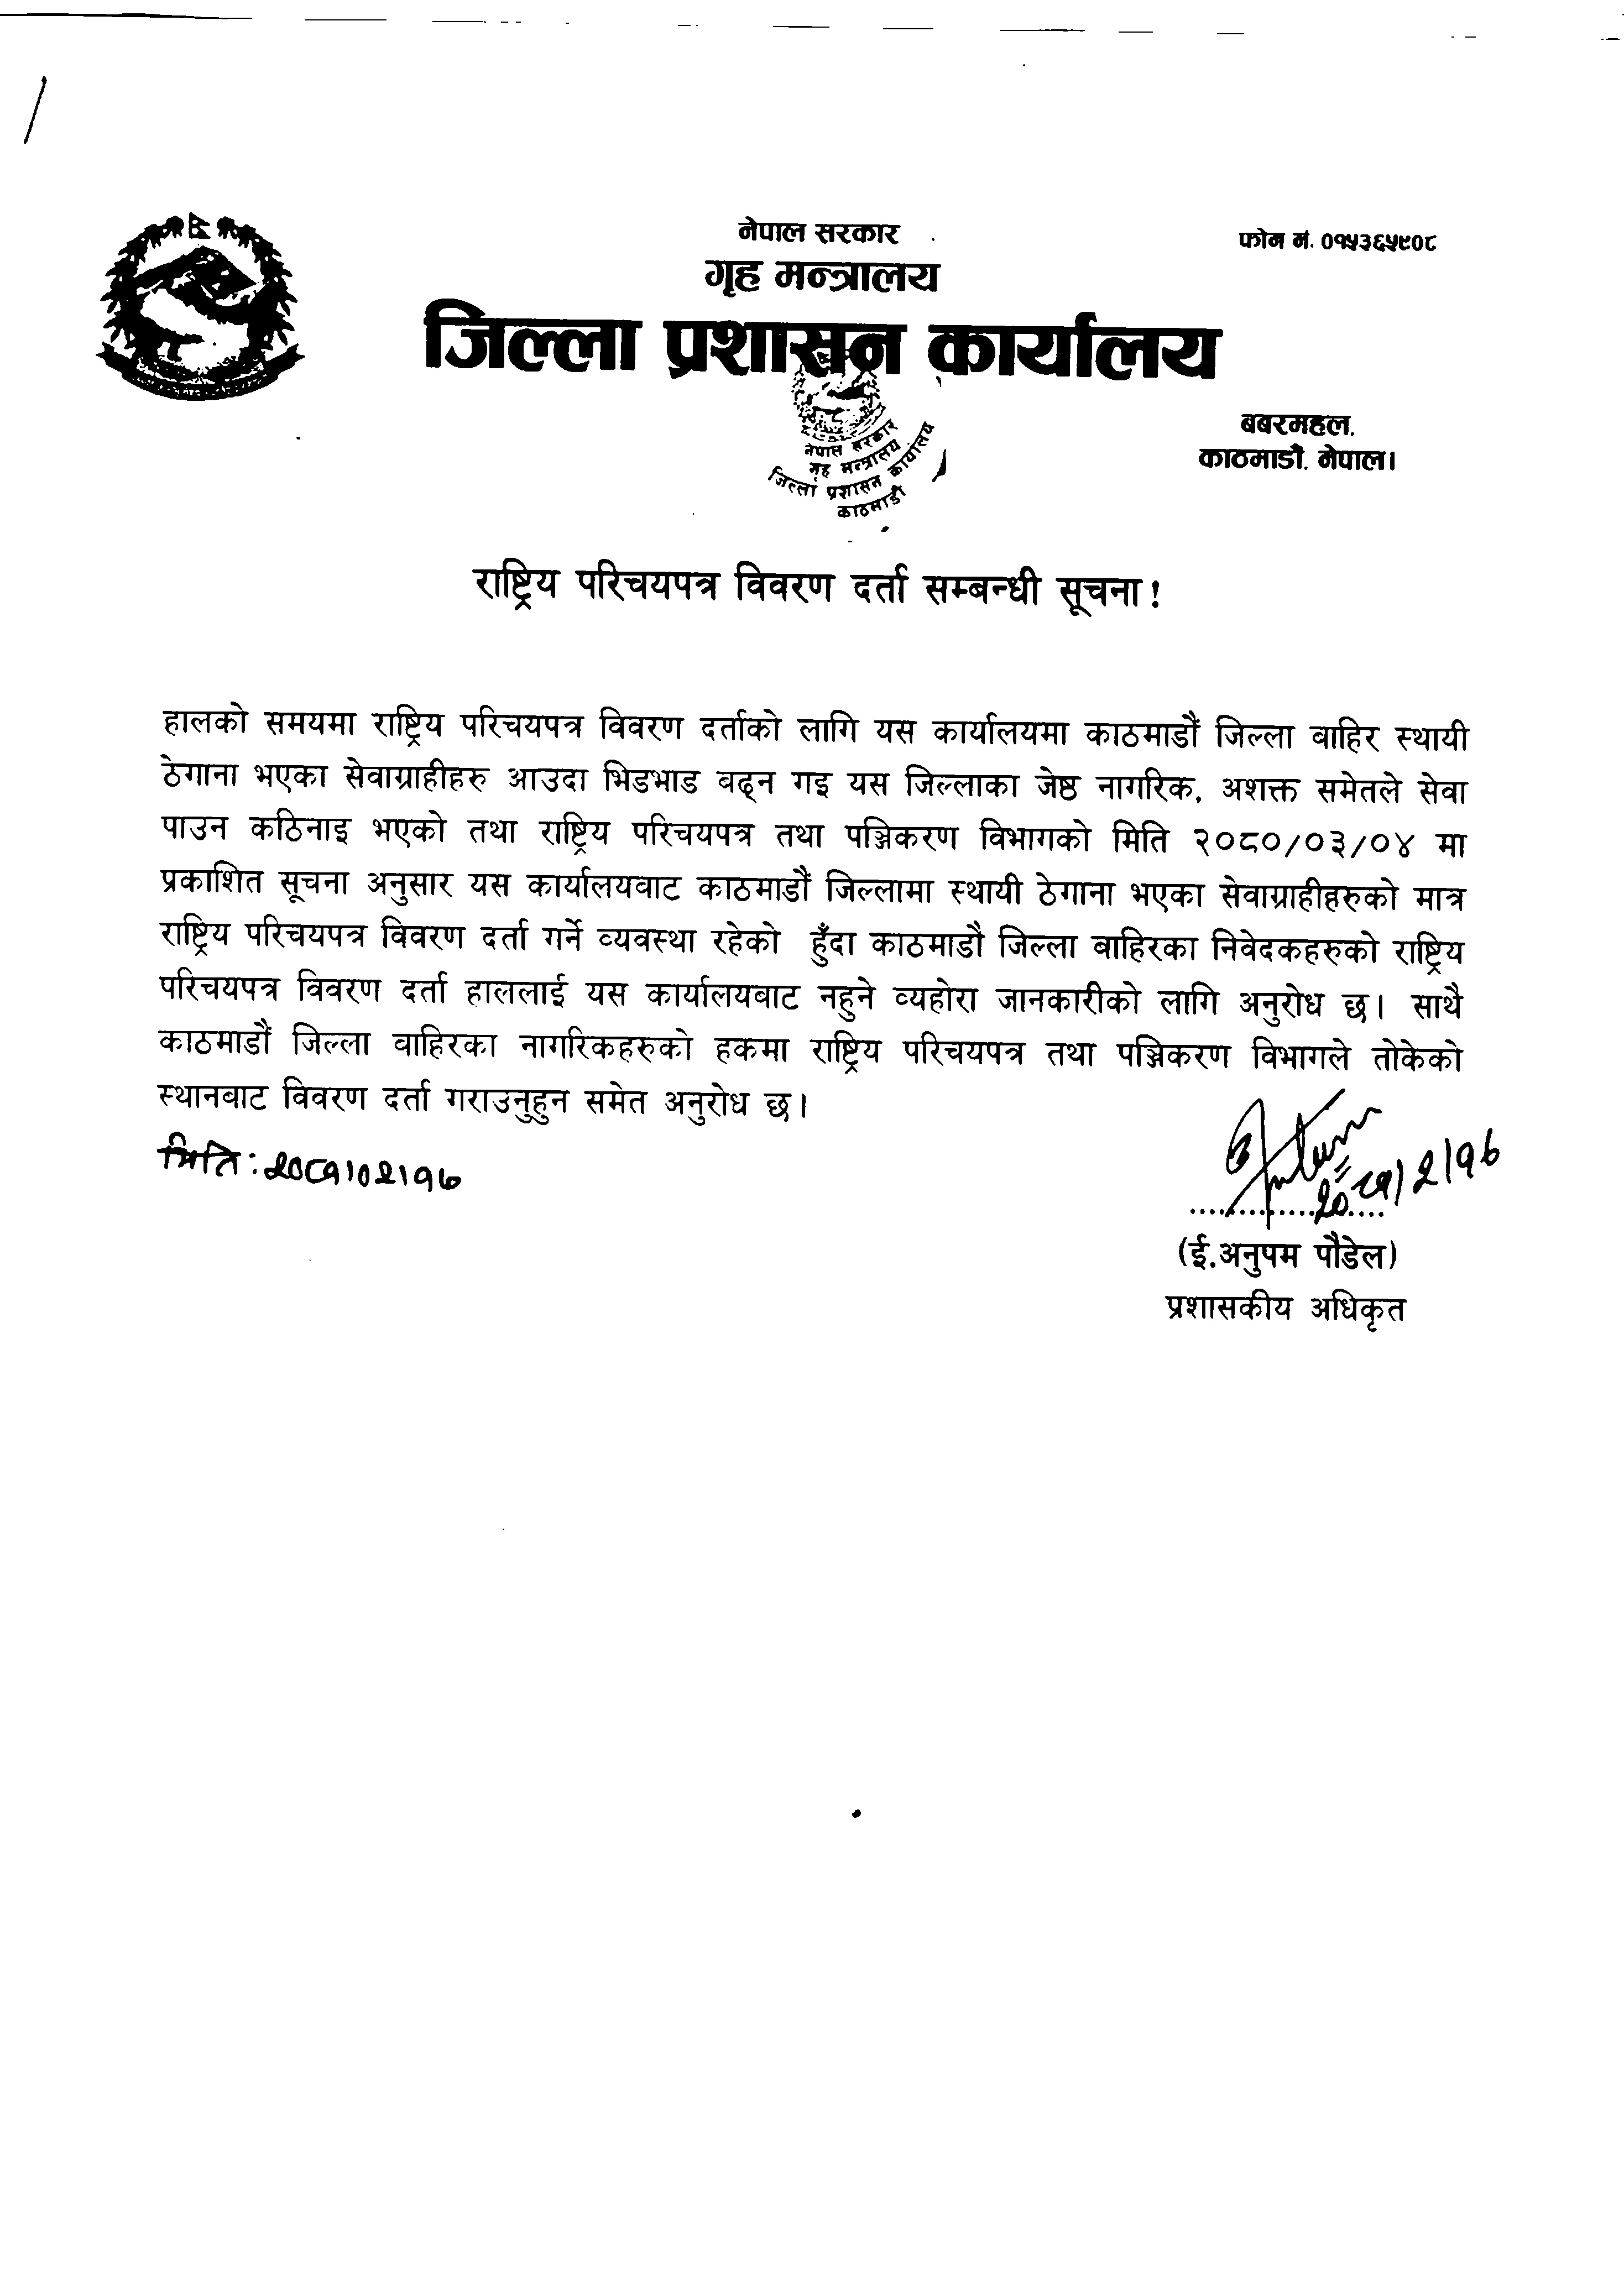 नेपाल सरकार
फोन नं. ०१५३६५९०८
गृह मन्त्रालय
जिल्ला प्रशासन कार्यालय
नेपाल सरकार
गृह मन्त्रालय
जिल्ला प्रशासन कार्यालय
काठमाडौं
बबरमहल,
काठमाडौं, नेपाल।
राष्ट्रिय परिचयपत्र विवरण दर्ता सम्बन्धी सूचना!
हालको समयमा राष्ट्रिय परिचयपत्र विवरण दर्ताको लागि यस कार्यालयमा काठमाडौं जिल्ला बाहिर स्थायी
ठेगाना भएका सेवाग्राहीहरु आउदा भिडभाड बढ्न गइ यस जिल्लाका जेष्ठ नागरिक, अशक्त समेतले सेवा
पाउन कठिनाइ भएको तथा राष्ट्रिय परिचयपत्र तथा पञ्जिकरण विभागको मिति २०८०/०३/०४ मा
प्रकाशित सूचना अनुसार यस कार्यालयबाट काठमाडौं जिल्लामा स्थायी ठेगाना भएका सेवाग्राहीहरुको मात्र
राष्ट्रिय परिचयपत्र विवरण दर्ता गर्ने व्यवस्था रहेको हुँदा काठमाडौ जिल्ला बाहिरका निवेदकहरुको राष्ट्रिय
परिचयपत्र विवरण दर्ता हाललाई यस कार्यालयबाट नहुने व्यहोरा जानकारीको लागि अनुरोध छ। साथै
काठमाडौं जिल्ला बाहिरका नागरिकहरुको हकमा राष्ट्रिय परिचयपत्र तथा पञ्जिकरण विभागले तोकेको
स्थानबाट विवरण दर्ता गराउनुहुन समेत अनुरोध छ।
मिति: २०८१।०२।१७
२०८१।२।१७
(ई.अनुपम पौडेल)
प्रशासकीय अधिकृत